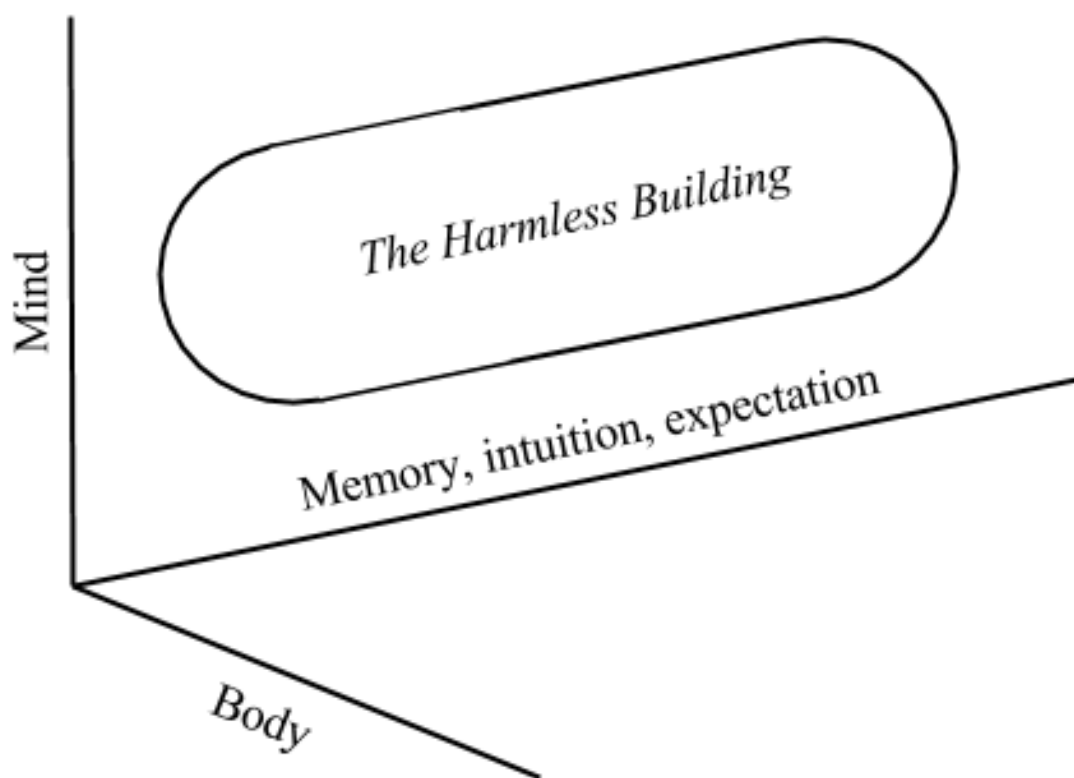 Mind
The Harmless Building
Memory, intuition, expectation
Body